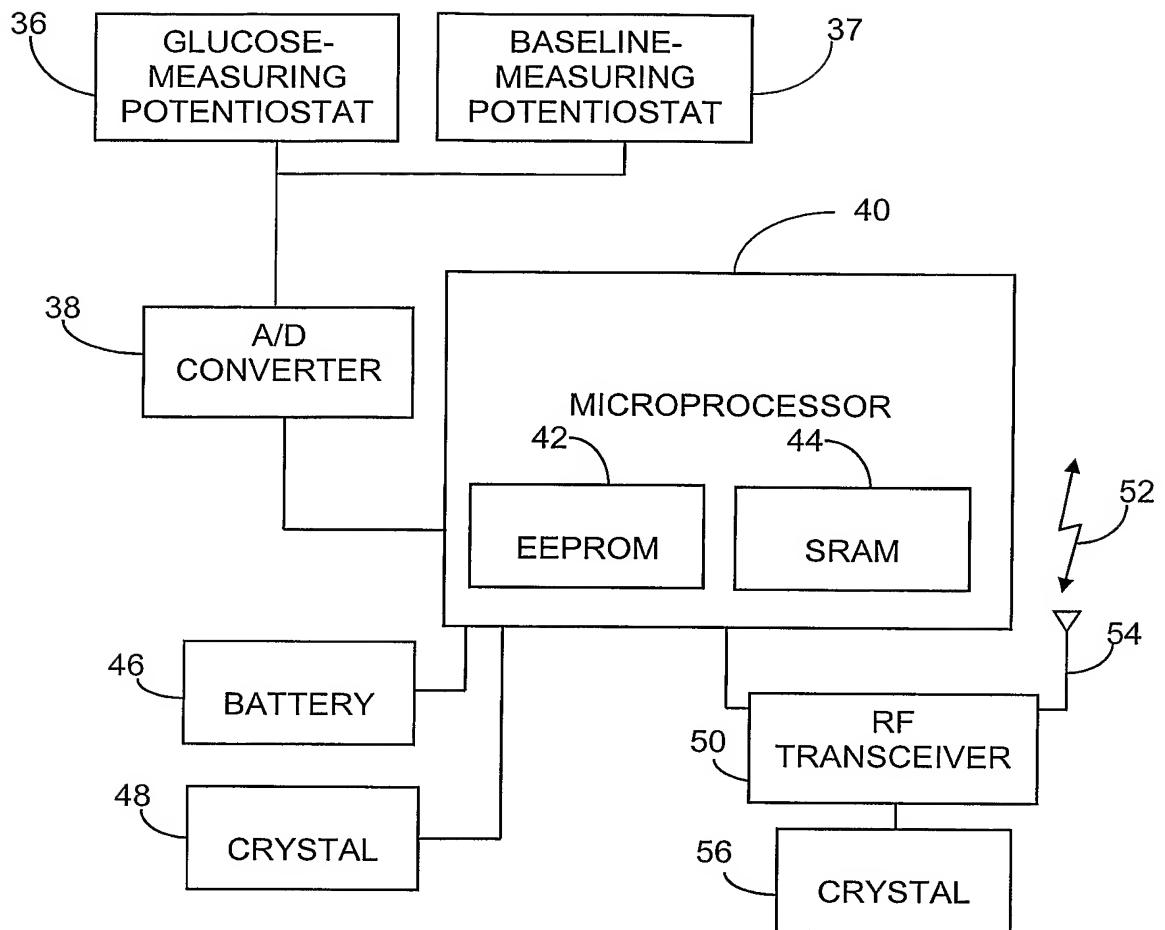 36
GLUCOSE-
MEASURING
POTENTIOSTAT
BASELINE-
MEASURING
POTENTIOSTAT
37
40
38
A/D
CONVERTER
MICROPROCESSOR
42
EEPROM
44
SRAM
52
46
BATTERY
54
50
RF
TRANSCEIVER
48
CRYSTAL
56
CRYSTAL